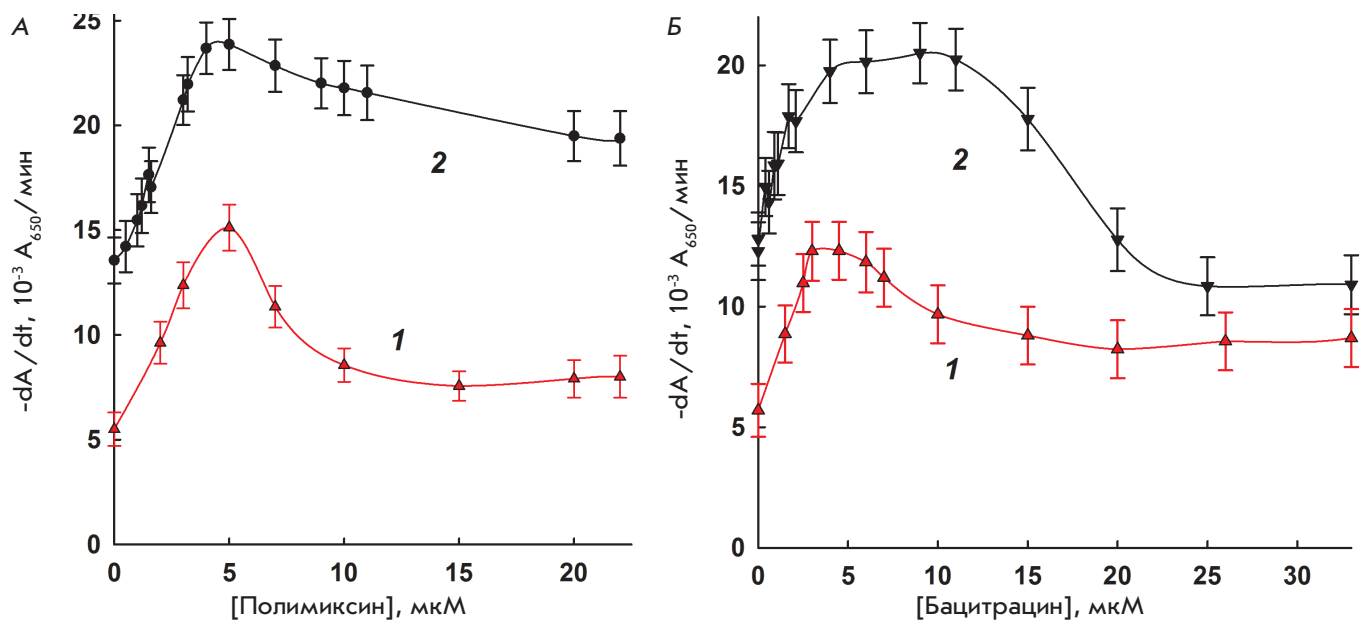 А
25
20
15
10
5
0
-dA/dt, 10⁻³ A₆₅₀/мин
2
1
0 5 10 15 20
[Полимиксин], мкМ
Б
20
15
10
5
0
-dA/dt, 10⁻³ A₆₅₀/мин
2
1
0 5 10 15 20 25 30
[Бацитрацин], мкМ